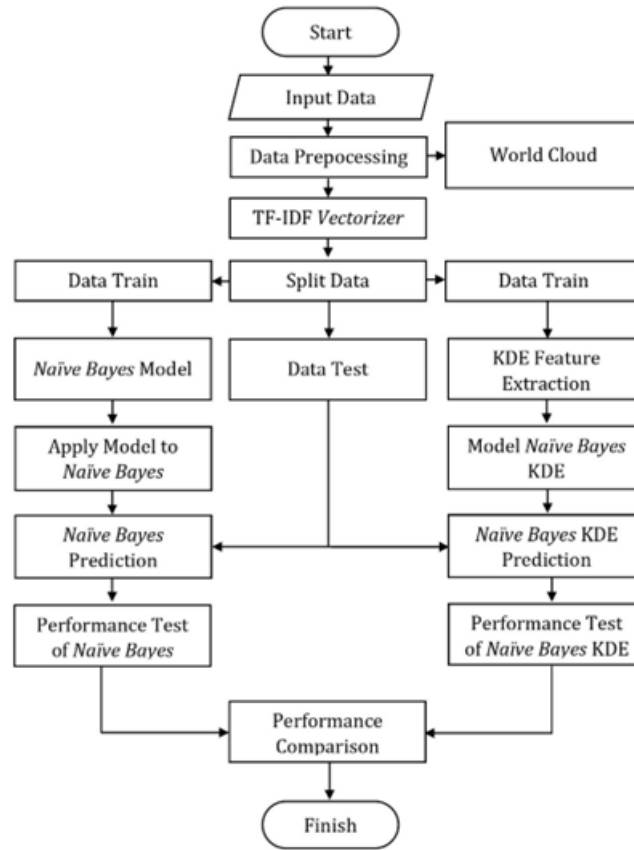 Start
Input Data
Data Prepocessing
World Cloud
TF-IDF Vectorizer
Data Train
Split Data
Data Train
Naïve Bayes Model
Data Test
KDE Feature
Extraction
Apply Model to
Naïve Bayes
Model Naïve Bayes
KDE
Naïve Bayes
Prediction
Naïve Bayes KDE
Prediction
Performance Test
of Naïve Bayes
Performance Test
of Naïve Bayes KDE
Performance
Comparison
Finish